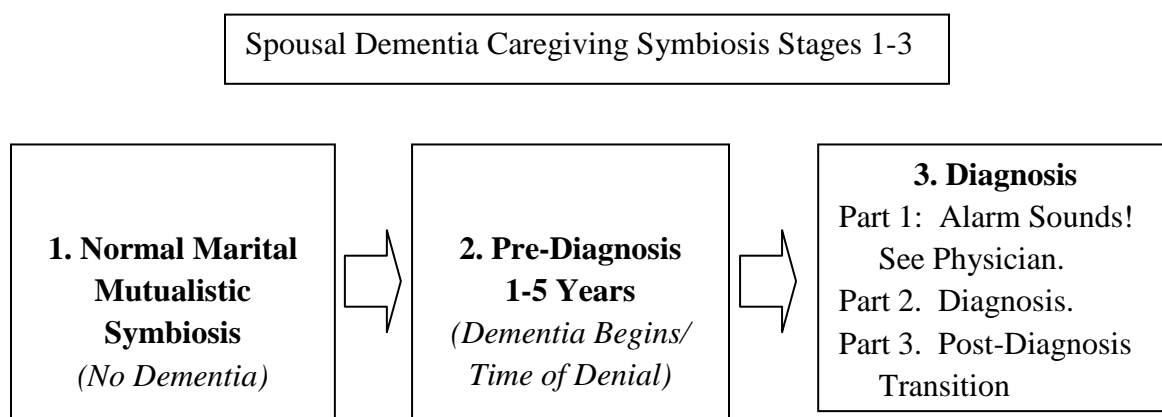 Spousal Dementia Caregiving Symbiosis Stages 1-3
1. Normal Marital
Mutualistic
Symbiosis
(No Dementia)
2. Pre-Diagnosis
1-5 Years
(Dementia Begins/
Time of Denial)
3. Diagnosis
Part 1:  Alarm Sounds!
See Physician.
Part 2.  Diagnosis.
Part 3.  Post-Diagnosis
Transition